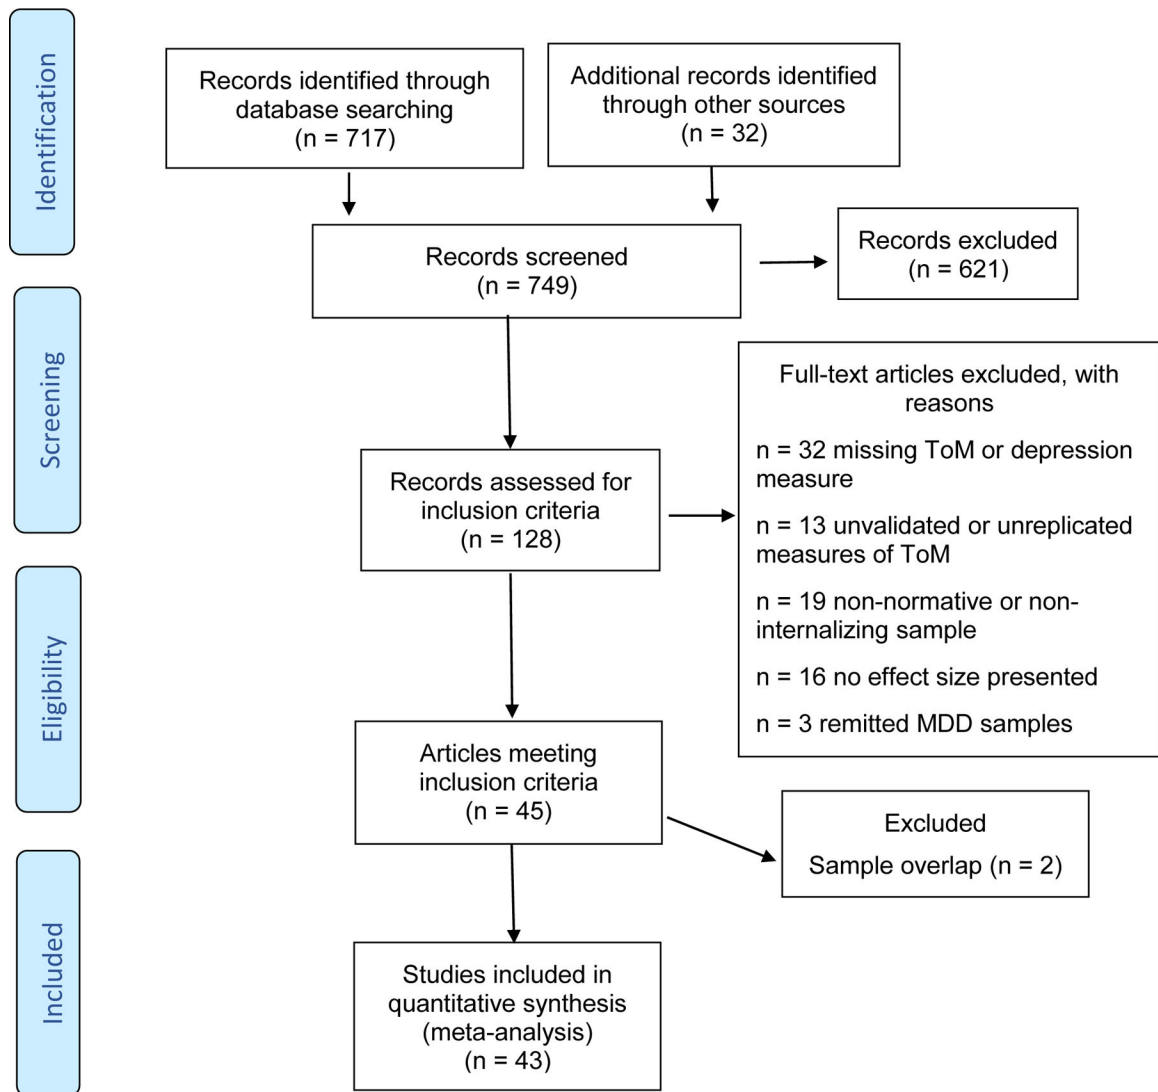 Identification
Records identified through
database searching
(n = 717)
Additional records identified
through other sources
(n = 32)
Records screened
(n = 749)
Records excluded
(n = 621)
Screening
Full-text articles excluded, with
reasons
n = 32 missing ToM or depression
measure
n = 13 unvalidated or unreplicated
measures of ToM
n = 19 non-normative or non-
internalizing sample
n = 16 no effect size presented
n = 3 remitted MDD samples
Records assessed for
inclusion criteria
(n = 128)
Eligibility
Articles meeting
inclusion criteria
(n = 45)
Excluded
Sample overlap (n = 2)
Included
Studies included in
quantitative synthesis
(meta-analysis)
(n = 43)